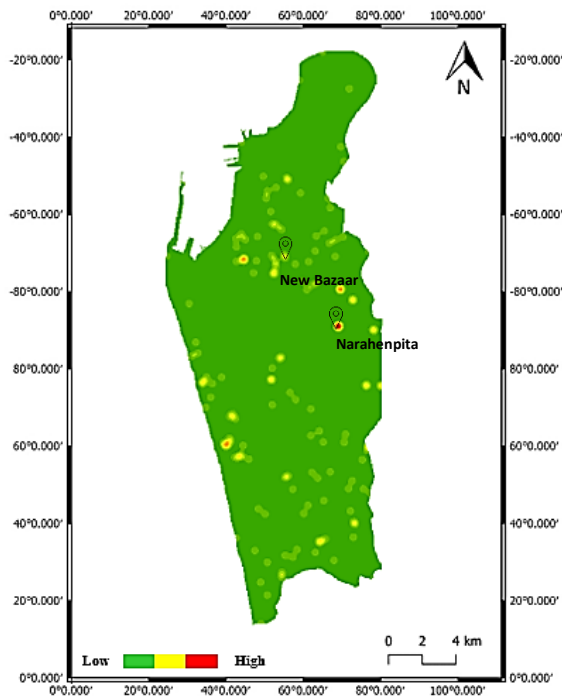 0°0.000' 20°0.000' 40°0.000' 60°0.000' 80°0.000' 100°0.000'
-20°0.000' -20°0.000'
N
-40°0.000' -40°0.000'
-60°0.000' -60°0.000'
New Bazaar
-80°0.000' -80°0.000'
Narahenpita
80°0.000' 80°0.000'
60°0.000' 60°0.000'
40°0.000' 40°0.000'
20°0.000' 20°0.000'
Low High 0 2 4 km
0°0.000' 0°0.000'
0°0.000' 20°0.000' 40°0.000' 60°0.000' 80°0.000' 100°0.000'